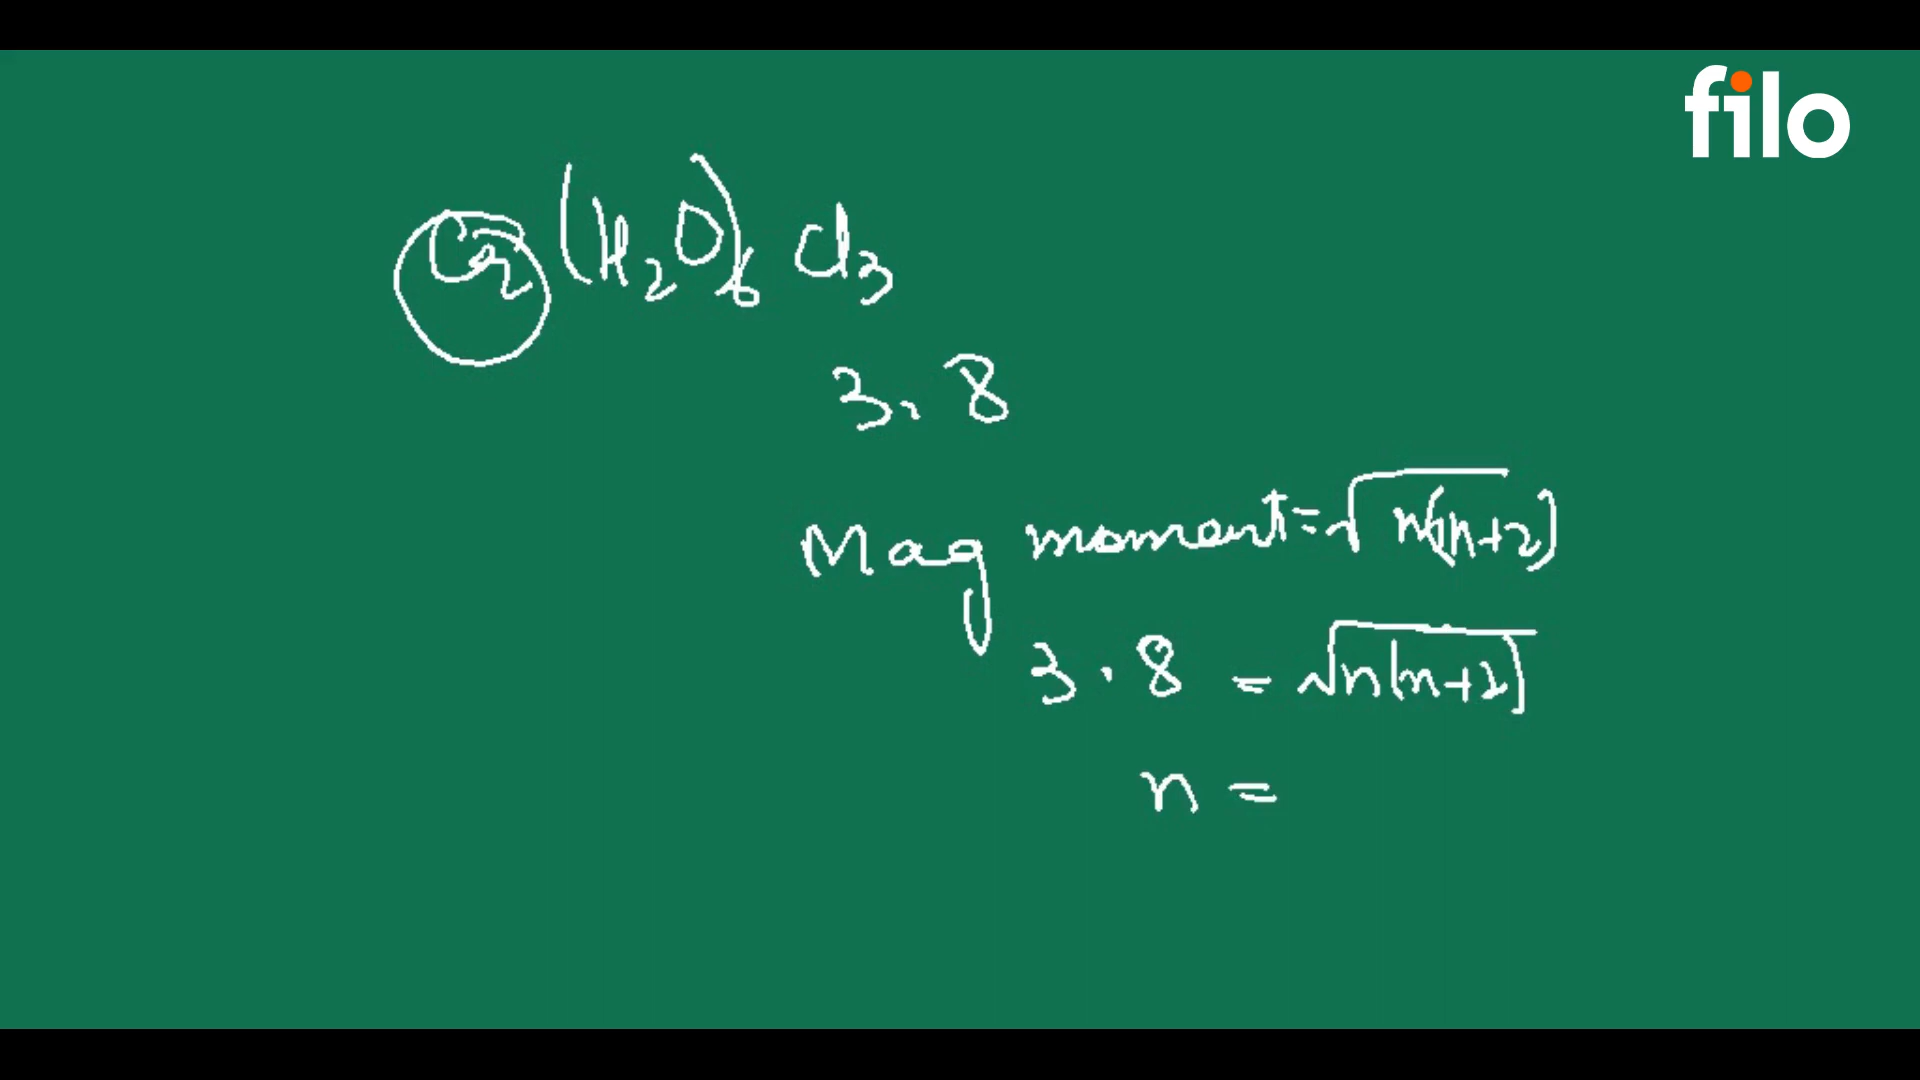 filo
Cr(H2O)6 Cl3
3.8
Mag moment = √n(n+2)
3.8 = √n(n+2)
n =